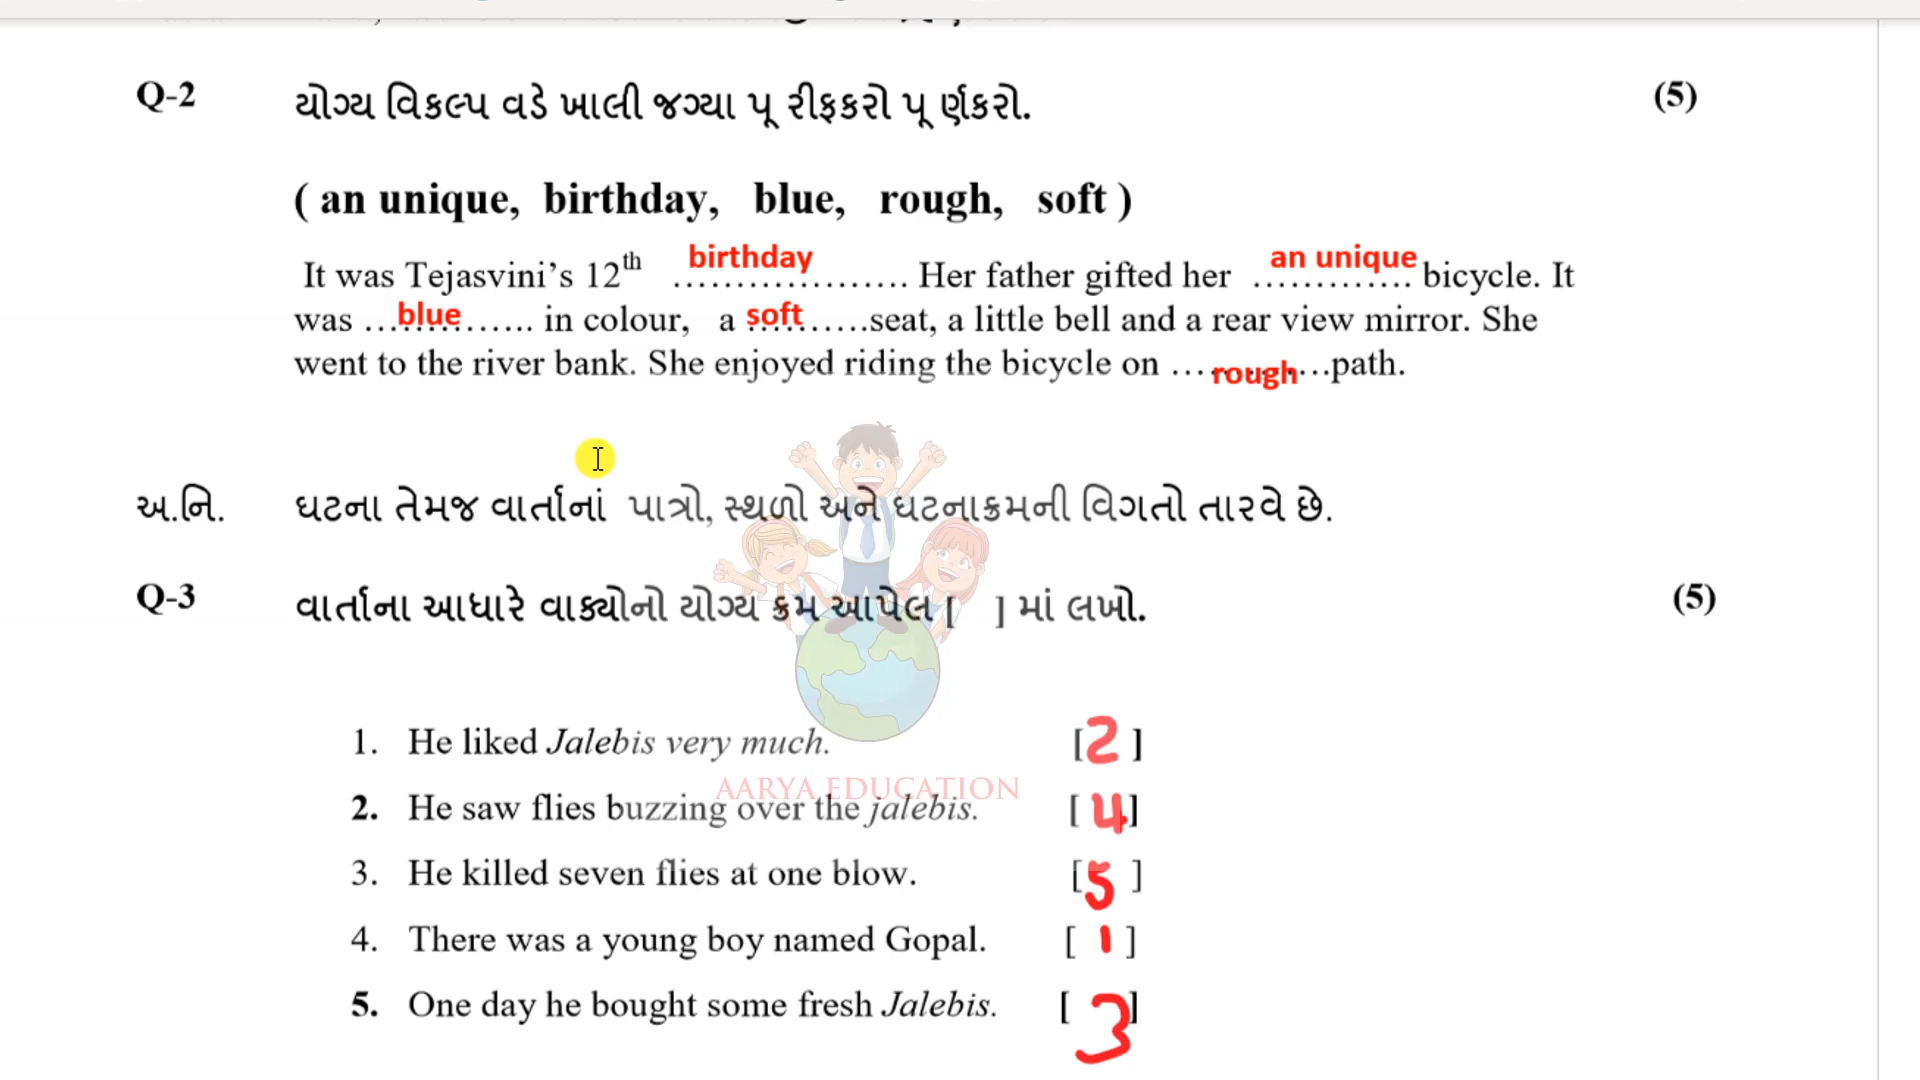 Q-2 યોગ્ય વિકલ્પ વડે ખાલી જગ્યા પૂ રીફકરો પૂ ર્ણકરો. (5)
( an unique, birthday, blue, rough, soft )
It was Tejasvini’s 12th birthday ………………. Her father gifted her an unique …………. bicycle. It
was blue ………….. in colour, a soft ……….seat, a little bell and a rear view mirror. She
went to the river bank. She enjoyed riding the bicycle on rough …………path.
અ.નિ. ઘટના તેમજ વાર્તાનાં પાત્રો, સ્થળો અને ઘટનાક્રમની વિગતો તારવે છે.
Q-3 વાર્તાના આધારે વાક્યોનો યોગ્ય ક્રમ આપેલ [ ] માં લખો. (5)
1. He liked Jalebis very much. [2 ]
AARYA EDUCATION
2. He saw flies buzzing over the jalebis. [ 4]
3. He killed seven flies at one blow. [5 ]
4. There was a young boy named Gopal. [ 1 ]
5. One day he bought some fresh Jalebis. [ 3]